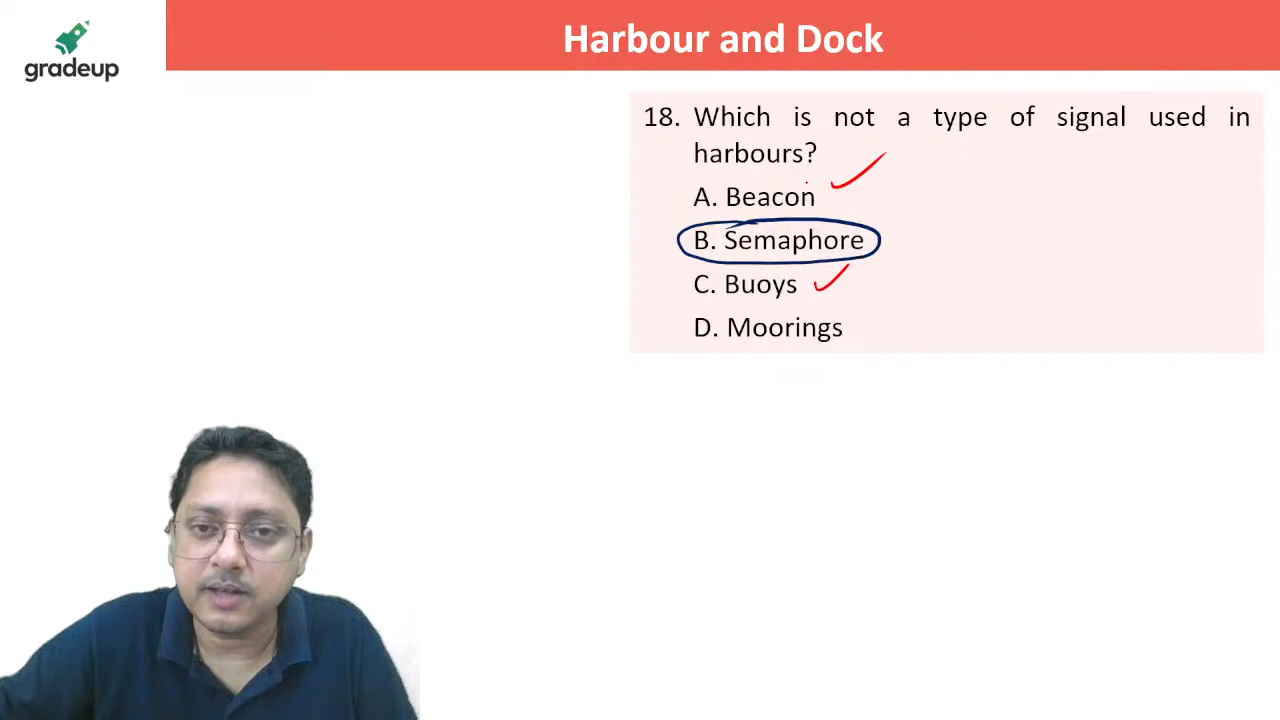 Harbour and Dock
gradeup
18. Which is not a type of signal used in
harbours?
A. Beacon
B. Semaphore
C. Buoys
D. Moorings